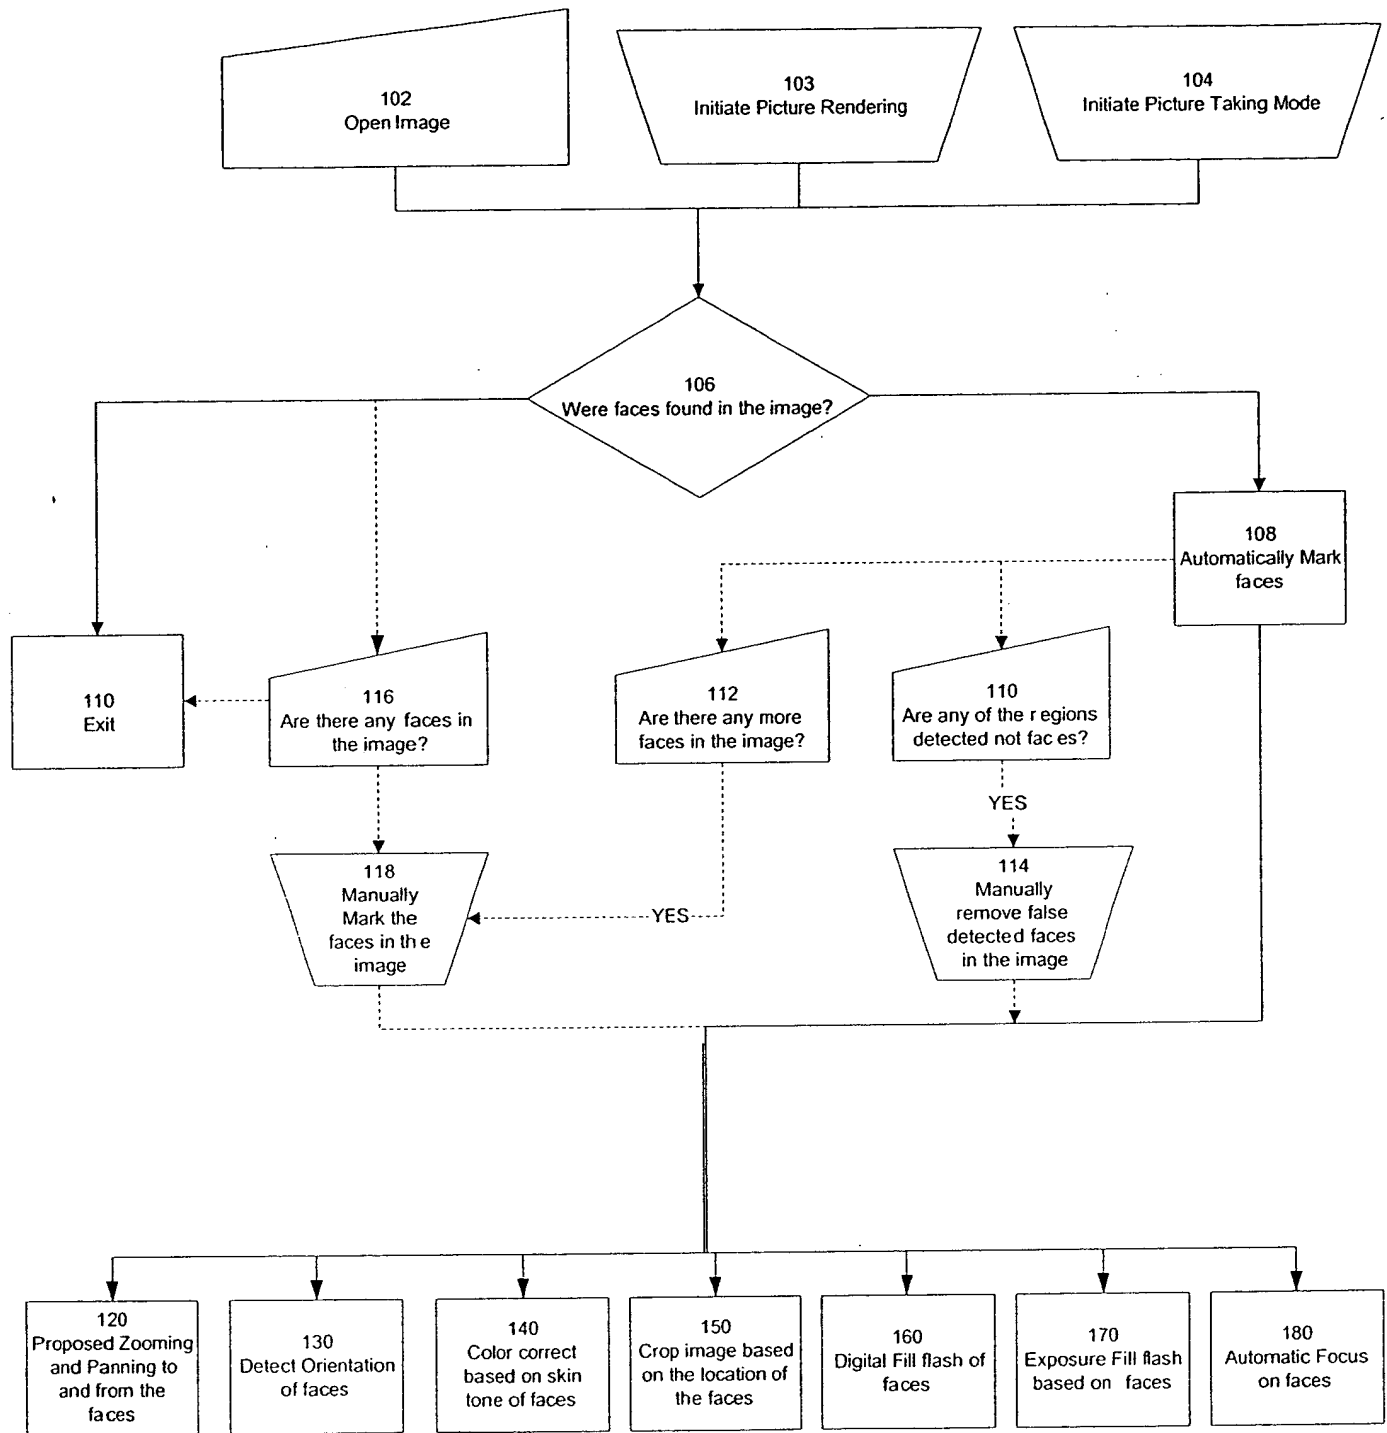 102
Open Image
103
Initiate Picture Rendering
104
Initiate Picture Taking Mode
106
Were faces found in the image?
108
Automatically Mark
faces
110
Exit
116
Are there any faces in
the image?
112
Are there any more
faces in the image?
110
Are any of the regions
detected not faces?
YES
118
Manually
Mark the
faces in the
image
YES
114
Manually
remove false
detected faces
in the image
120
Proposed Zooming
and Panning to
and from the
faces
130
Detect Orientation
of faces
140
Color correct
based on skin
tone of faces
150
Crop image based
on the location of
the faces
160
Digital Fill flash of
faces
170
Exposure Fill flash
based on faces
180
Automatic Focus
on faces